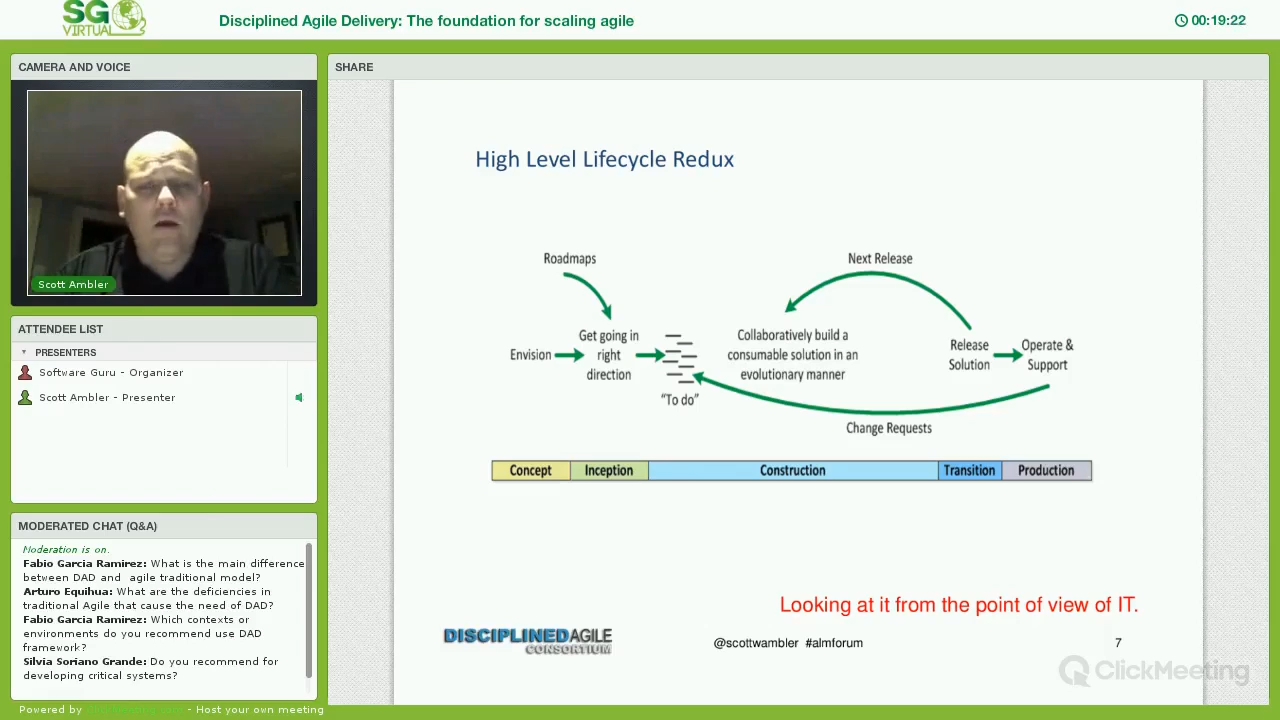 SG
VIRTUAL
Disciplined Agile Delivery: The foundation for scaling agile
00:19:22
CAMERA AND VOICE
Scott Ambler
ATTENDEE LIST
PRESENTERS
Software Guru - Organizer
Scott Ambler - Presenter
MODERATED CHAT (Q&A)
Moderation is on.
Fabio Garcia Ramirez: What is the main difference
between DAD and agile traditional model?
Arturo Equihua: What are the deficiencies in
traditional Agile that cause the need of DAD?
Fabio Garcia Ramirez: Which contexts or
environments do you recommend use DAD
framework?
Silvia Soriano Grande: Do you recommend for
developing critical systems?
Powered by ClickMeeting.com - Host your own meeting
SHARE
High Level Lifecycle Redux
Roadmaps
Next Release
Envision
Get going in
right
direction
"To do"
Collaboratively build a
consumable solution in an
evolutionary manner
Release
Solution
Operate &
Support
Change Requests
Concept
Inception
Construction
Transition
Production
Looking at it from the point of view of IT.
DISCIPLINEDAGILE
CONSORTIUM
@scottwambler #almforum
7
ClickMeeting